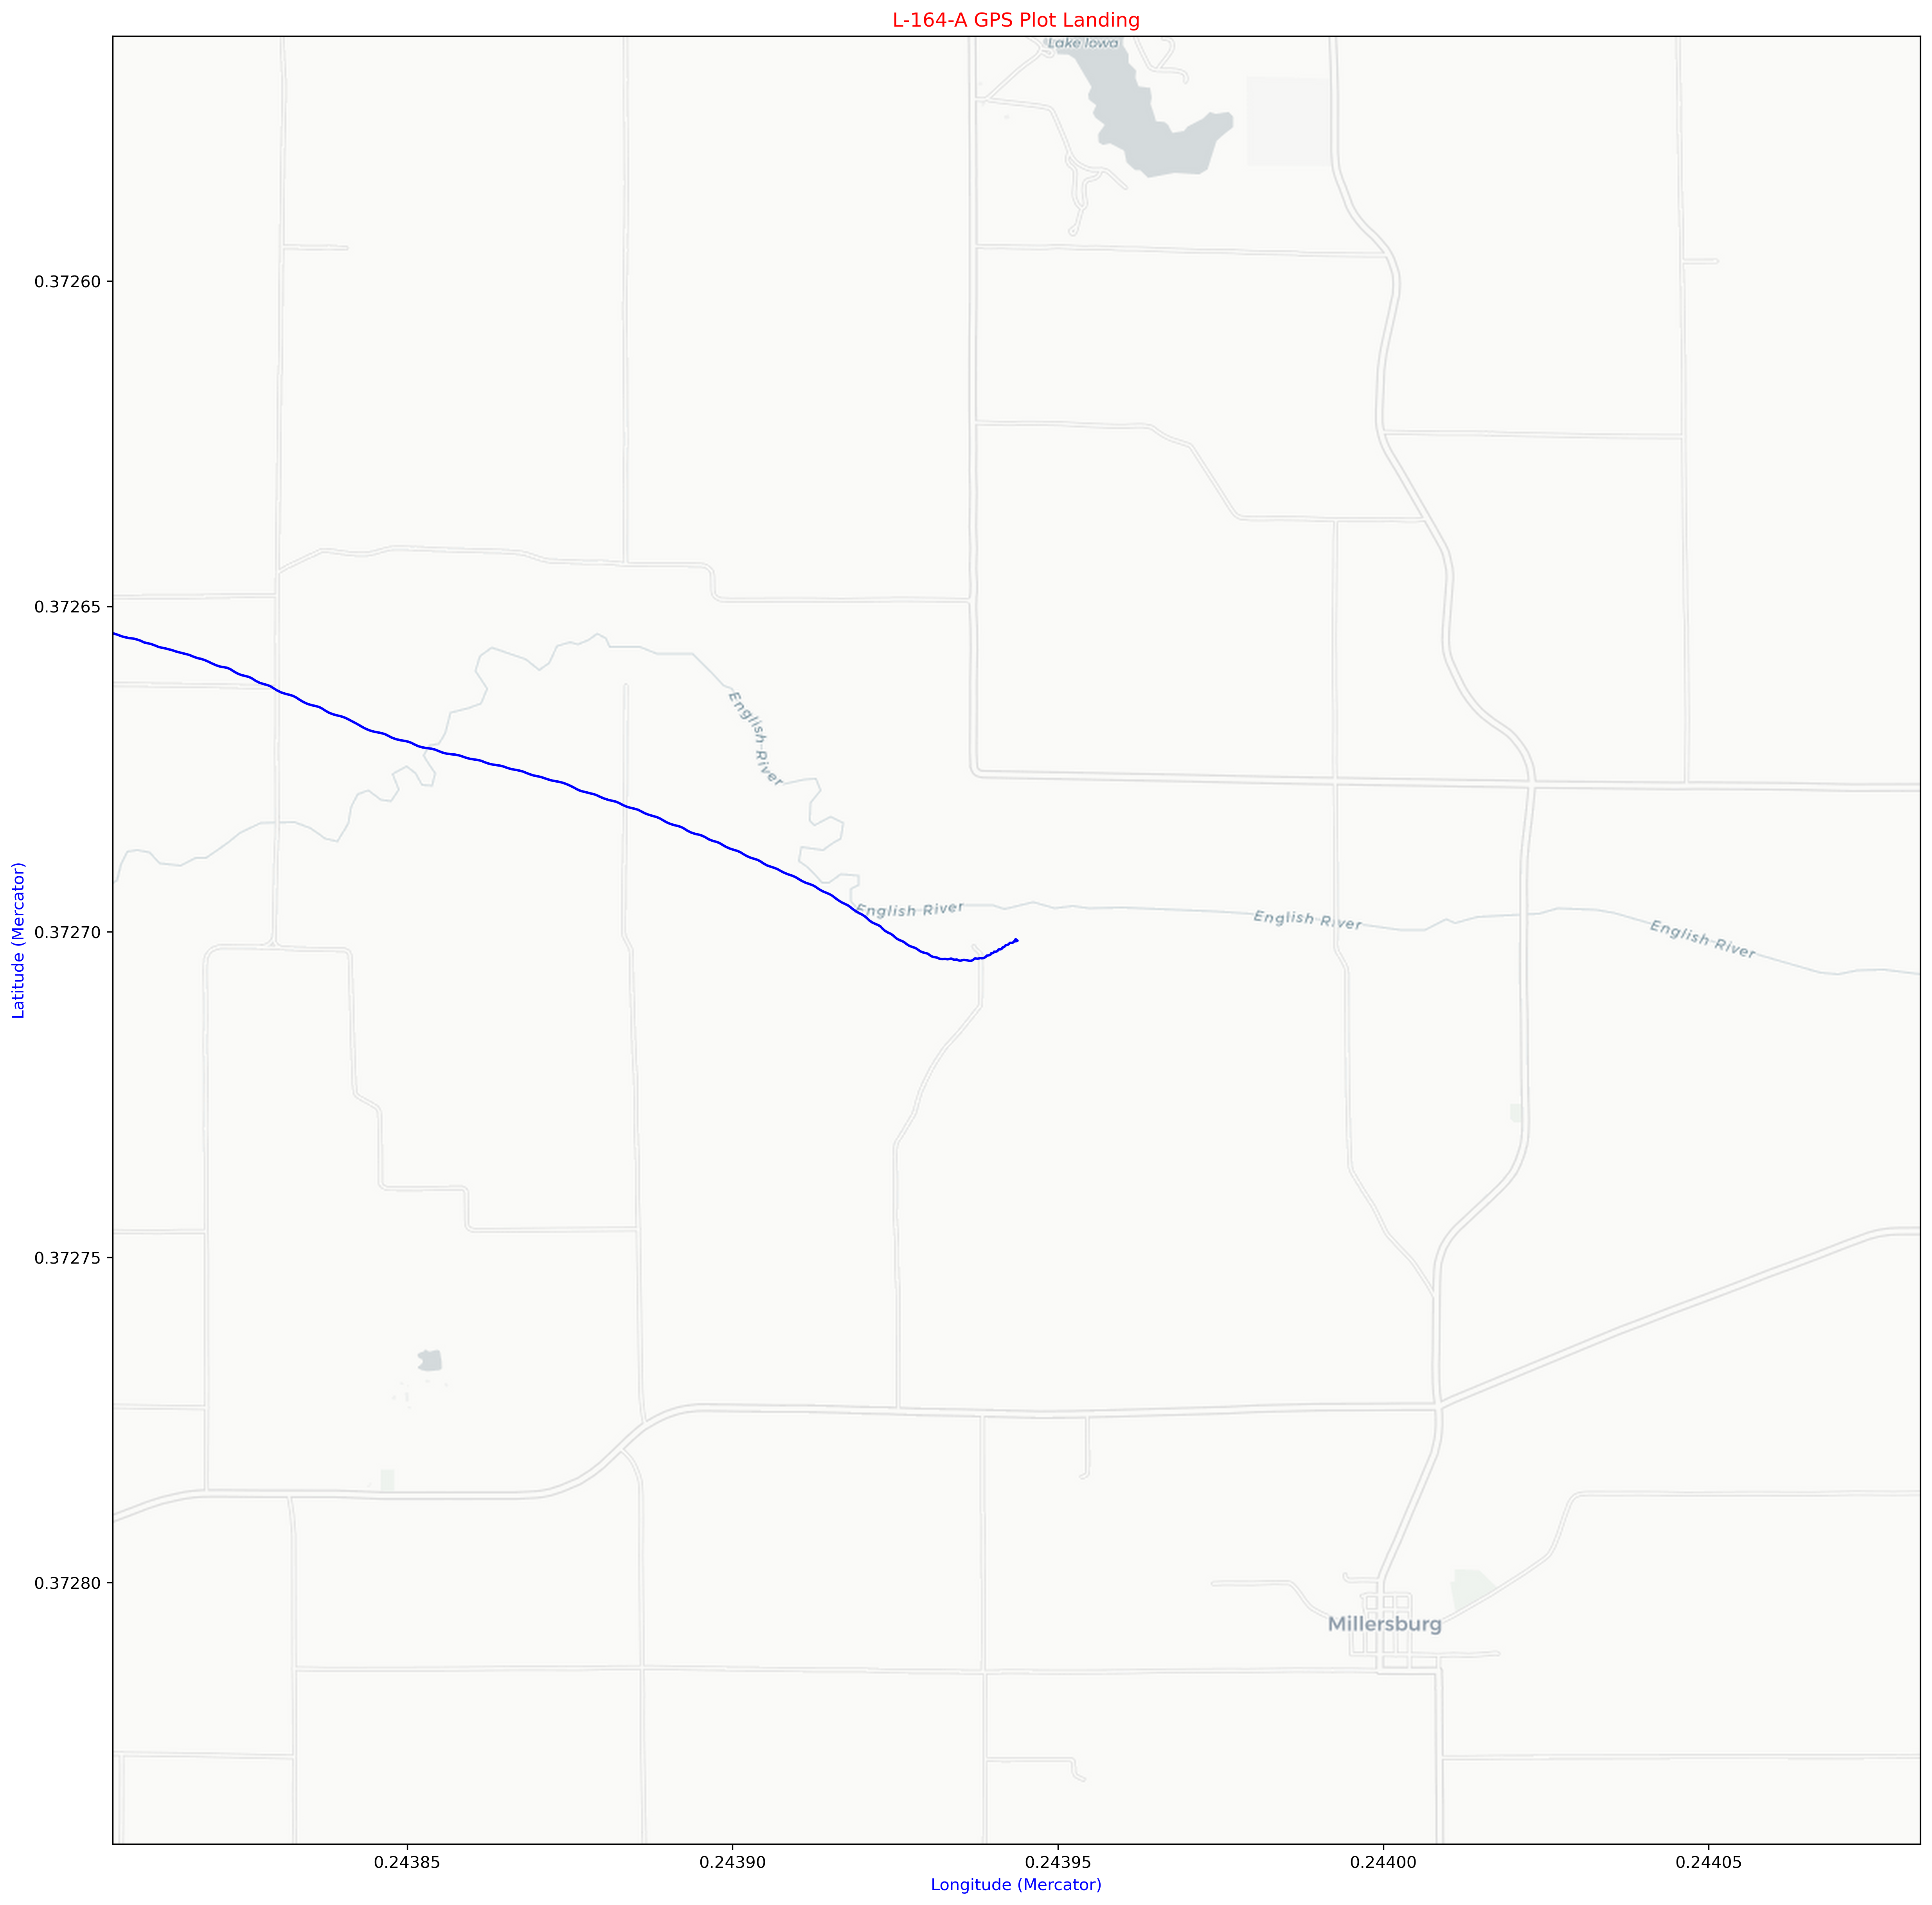 L-164-A GPS Plot Landing
Lake Iowa
0.37260
0.37265
English River
English River
English River
English River
0.37270
0.37275
0.37280
Millersburg
Latitude (Mercator)
0.24385
0.24390
0.24395
0.24400
0.24405
Longitude (Mercator)